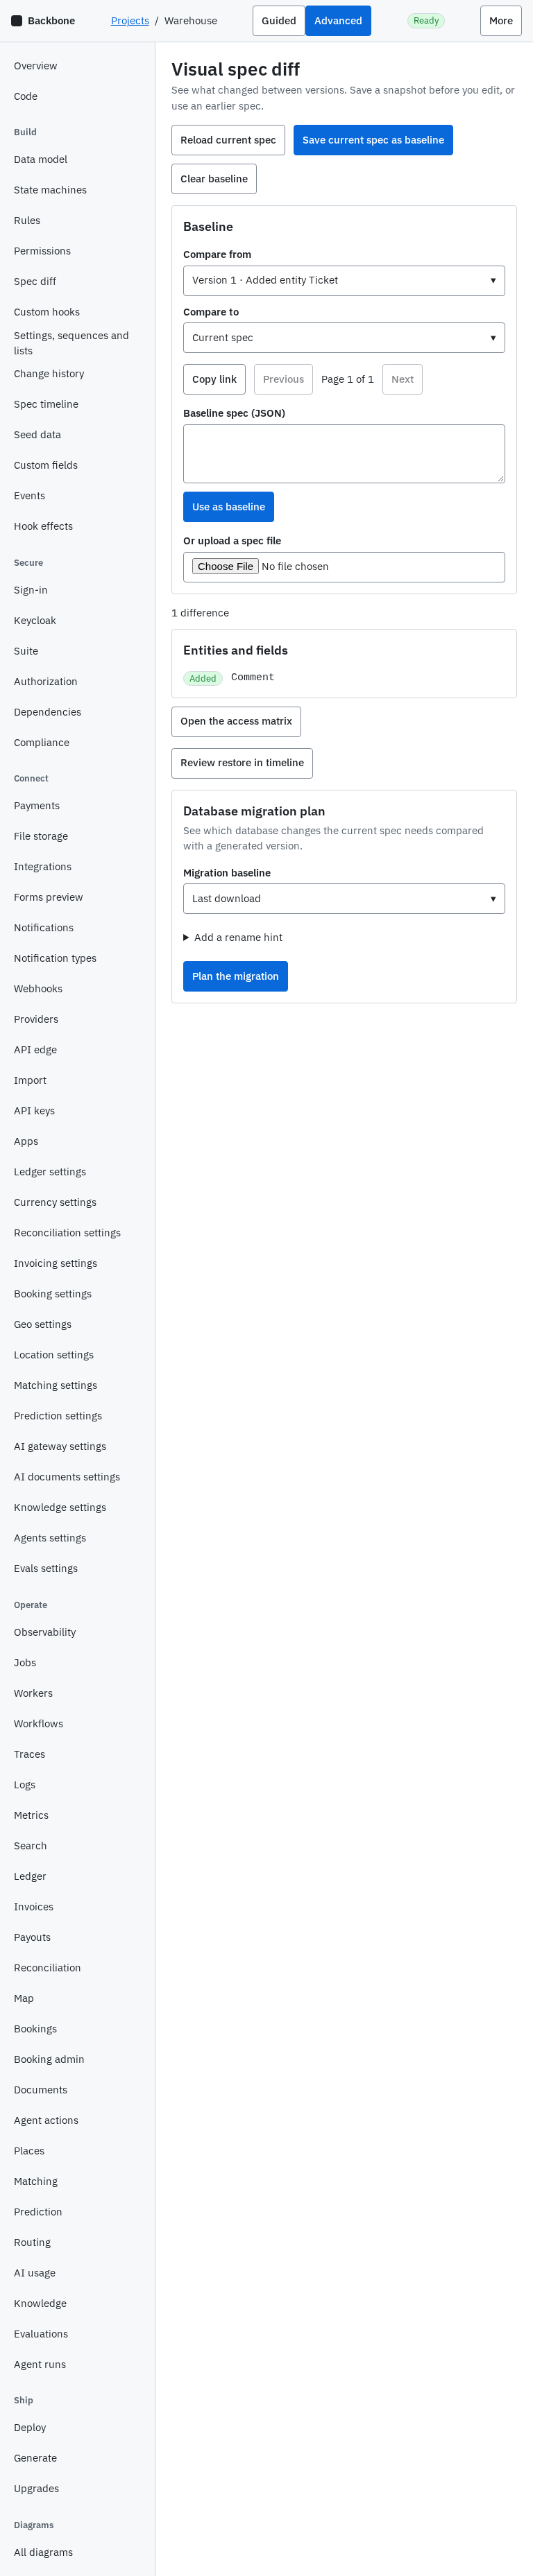 Backbone
Projects / Warehouse
Guided
Advanced
Ready
More
Overview
Code
Build
Data model
State machines
Rules
Permissions
Spec diff
Custom hooks
Settings, sequences and
lists
Change history
Spec timeline
Seed data
Custom fields
Events
Hook effects
Secure
Sign-in
Keycloak
Suite
Authorization
Dependencies
Compliance
Connect
Payments
File storage
Integrations
Forms preview
Notifications
Notification types
Webhooks
Providers
API edge
Import
API keys
Apps
Ledger settings
Currency settings
Reconciliation settings
Invoicing settings
Booking settings
Geo settings
Location settings
Matching settings
Prediction settings
AI gateway settings
AI documents settings
Knowledge settings
Agents settings
Evals settings
Operate
Observability
Jobs
Workers
Workflows
Traces
Logs
Metrics
Search
Ledger
Invoices
Payouts
Reconciliation
Map
Bookings
Booking admin
Documents
Agent actions
Places
Matching
Prediction
Routing
AI usage
Knowledge
Evaluations
Agent runs
Ship
Deploy
Generate
Upgrades
Diagrams
All diagrams
Visual spec diff
See what changed between versions. Save a snapshot before you edit, or
use an earlier spec.
Reload current spec
Save current spec as baseline
Clear baseline
Baseline
Compare from
Version 1 · Added entity Ticket
Compare to
Current spec
Copy link
Previous
Page 1 of 1
Next
Baseline spec (JSON)
Use as baseline
Or upload a spec file
Choose File No file chosen
1 difference
Entities and fields
Added Comment
Open the access matrix
Review restore in timeline
Database migration plan
See which database changes the current spec needs compared
with a generated version.
Migration baseline
Last download
Add a rename hint
Plan the migration